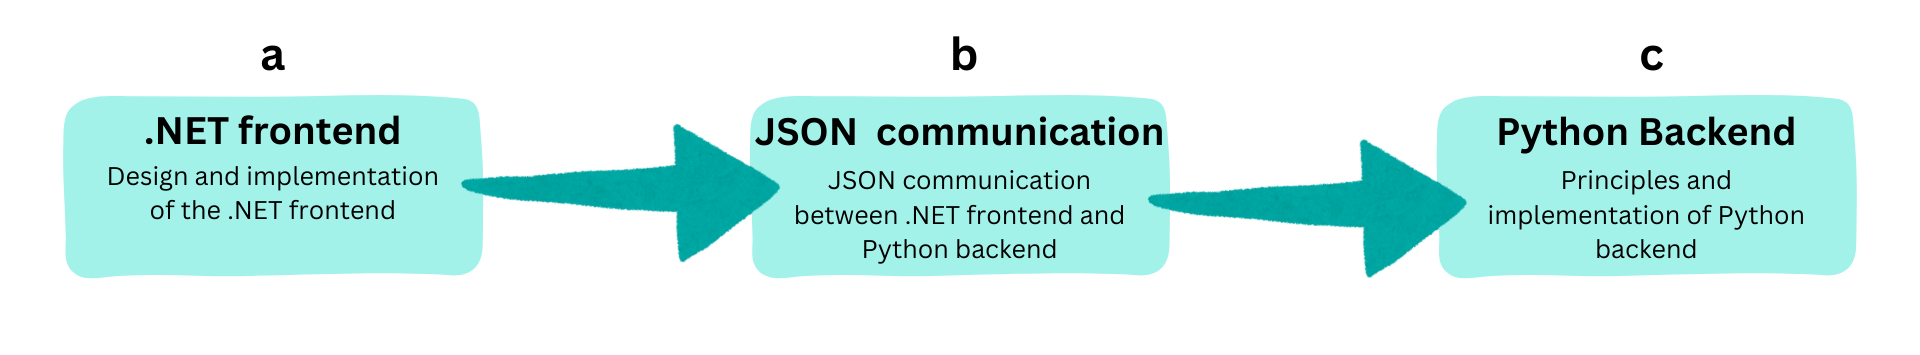 a
.NET frontend
Design and implementation
of the .NET frontend
b
JSON  communication
JSON communication
between .NET frontend and
Python backend
c
Python Backend
Principles and
implementation of Python
backend